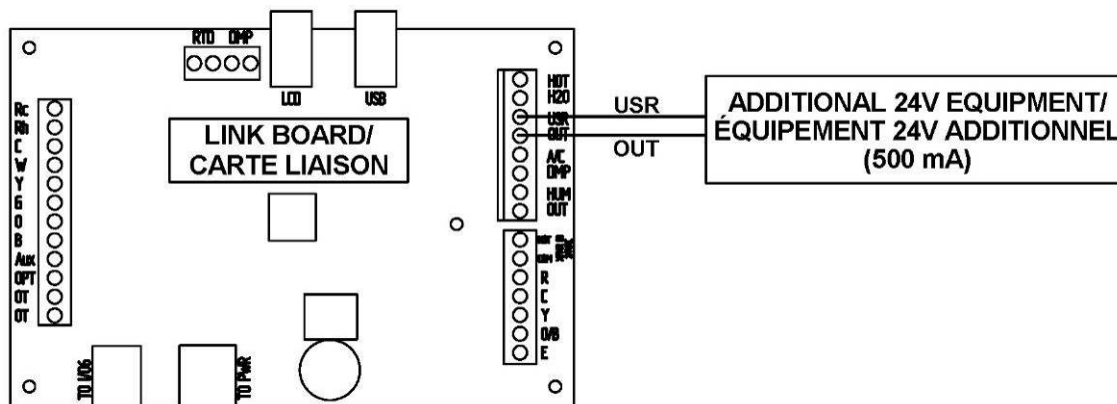 RTD DMP
LCD
USB
Rc
Rh
C
W
Y
G
O
B
Aux
OPT
OT
OT
LINK BOARD/
CARTE LIAISON
HOT
H2O
USR
OUT
A/C
DMP
HUM
OUT
R
C
Y
O/B
E
USR
OUT
ADDITIONAL 24V EQUIPMENT/
ÉQUIPEMENT 24V ADDITIONNEL
(500 mA)
TO I/O6
TO PWR